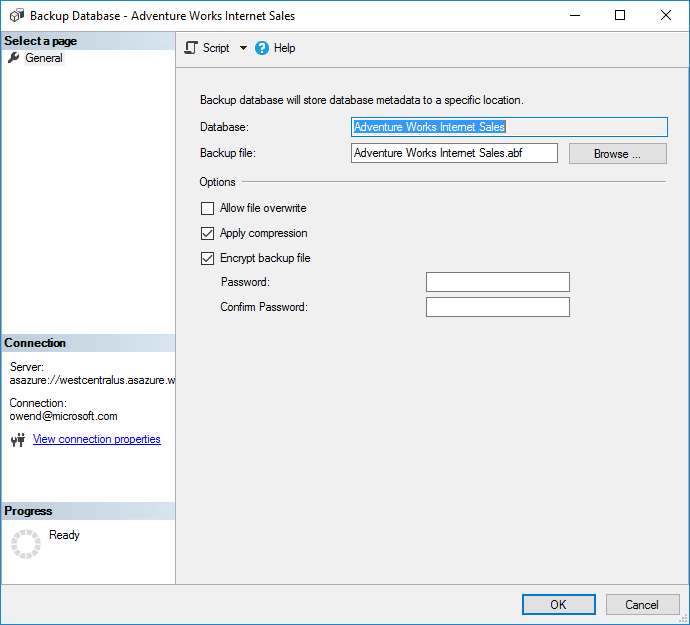 Backup Database - Adventure Works Internet Sales
Select a page
General
Script
Help
Backup database will store database metadata to a specific location.
Database:
Adventure Works Internet Sales
Backup file:
Adventure Works Internet Sales.abf
Browse ...
Options
Allow file overwrite
Apply compression
Encrypt backup file
Password:
Confirm Password:
Connection
Server:
asazure://westcentralus.asazure.w
Connection:
owend@microsoft.com
View connection properties
Progress
Ready
OK
Cancel